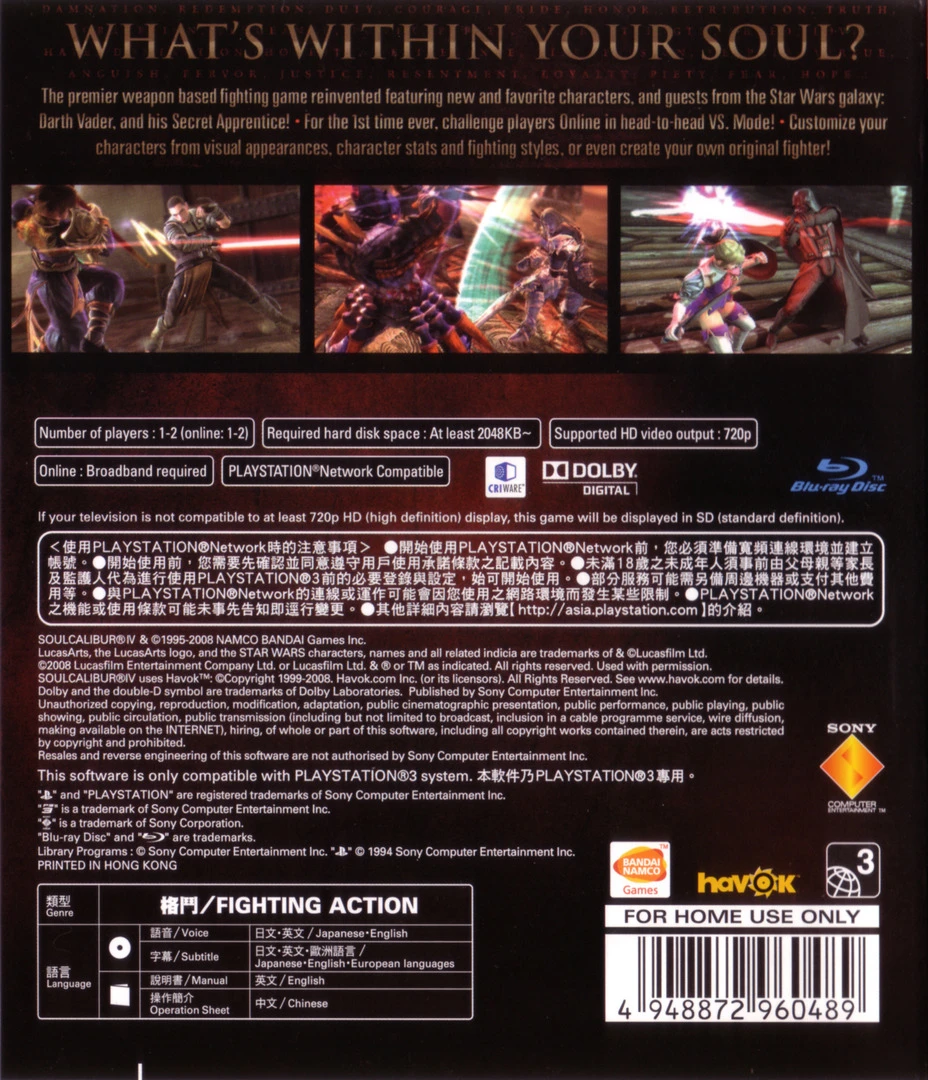 DAMNATION, REDEMPTION, DUTY, COURAGE, PRIDE, HONOR, RETRIBUTION, TRUTH,
WHAT'S WITHIN YOUR SOUL?
ANGUISH, FERVOR, JUSTICE, RESENTMENT, LOYALTY, PIETY, FEAR, HOPE
The premier weapon based fighting game reinvented featuring new and favorite characters, and guests from the Star Wars galaxy:
Darth Vader, and his Secret Apprentice! • For the 1st time ever, challenge players Online in head-to-head VS. Mode! • Customize your
characters from visual appearances, character stats and fighting styles, or even create your own original fighter!
Number of players : 1-2 (online: 1-2)
Required hard disk space : At least 2048KB~
Supported HD video output : 720p
Online : Broadband required
PLAYSTATION®Network Compatible
CRIWARE™
DOLBY
DIGITAL
Blu-ray Disc™
If your television is not compatible to at least 720p HD (high definition) display, this game will be displayed in SD (standard definition).
＜使用PLAYSTATION®Network時的注意事項＞ ●開始使用PLAYSTATION®Network前，您必須準備寬頻連線環境並建立
帳號。●開始使用前，您需要先確認並同意遵守用戶使用承諾條款之記載內容。●未滿18歲之未成年人須事前由父母親等家長
及監護人代為進行使用PLAYSTATION®3前的必要登錄與設定，始可開始使用。●部分服務可能需另備周邊機器或支付其他費
用等。●與PLAYSTATION®Network的連線或運作可能會因您使用之網路環境而發生某些限制。●PLAYSTATION®Network
之機能或使用條款可能未事先告知即逕行變更。●其他詳細內容請瀏覽【http://asia.playstation.com】的介紹。
SOULCALIBUR®IV & ©1995-2008 NAMCO BANDAI Games Inc.
LucasArts, the LucasArts logo, and the STAR WARS characters, names and all related indicia are trademarks of & ©Lucasfilm Ltd.
©2008 Lucasfilm Entertainment Company Ltd. or Lucasfilm Ltd. & ® or TM as indicated. All rights reserved. Used with permission.
SOULCALIBUR®IV uses Havok™: ©Copyright 1999-2008. Havok.com Inc. (or its licensors). All Rights Reserved. See www.havok.com for details.
Dolby and the double-D symbol are trademarks of Dolby Laboratories. Published by Sony Computer Entertainment Inc.
Unauthorized copying, reproduction, modification, adaptation, public cinematographic presentation, public performance, public playing, public
showing, public circulation, public transmission (including but not limited to broadcast, inclusion in a cable programme service, wire diffusion,
making available on the INTERNET), hiring, of whole or part of this software, including all copyright works contained therein, are acts restricted
by copyright and prohibited.
Resales and reverse engineering of this software are not authorised by Sony Computer Entertainment Inc.
This software is only compatible with PLAYSTATION®3 system. 本軟件乃PLAYSTATION®3專用。
" " and "PLAYSTATION" are registered trademarks of Sony Computer Entertainment Inc.
" " is a trademark of Sony Computer Entertainment Inc.
" " is a trademark of Sony Corporation.
"Blu-ray Disc" and " " are trademarks.
Library Programs : © Sony Computer Entertainment Inc. " " © 1994 Sony Computer Entertainment Inc.
PRINTED IN HONG KONG
SONY
COMPUTER
ENTERTAINMENT™
BANDAI
NAMCO
Games
™
havok™
3
類型
Genre
格鬥/FIGHTING ACTION
語言
Language
語音/Voice
日文・英文/Japanese・English
字幕/Subtitle
日文・英文・歐洲語言/
Japanese・English・European languages
說明書/Manual
英文/English
操作簡介
Operation Sheet
中文/Chinese
FOR HOME USE ONLY
4 948872 960489